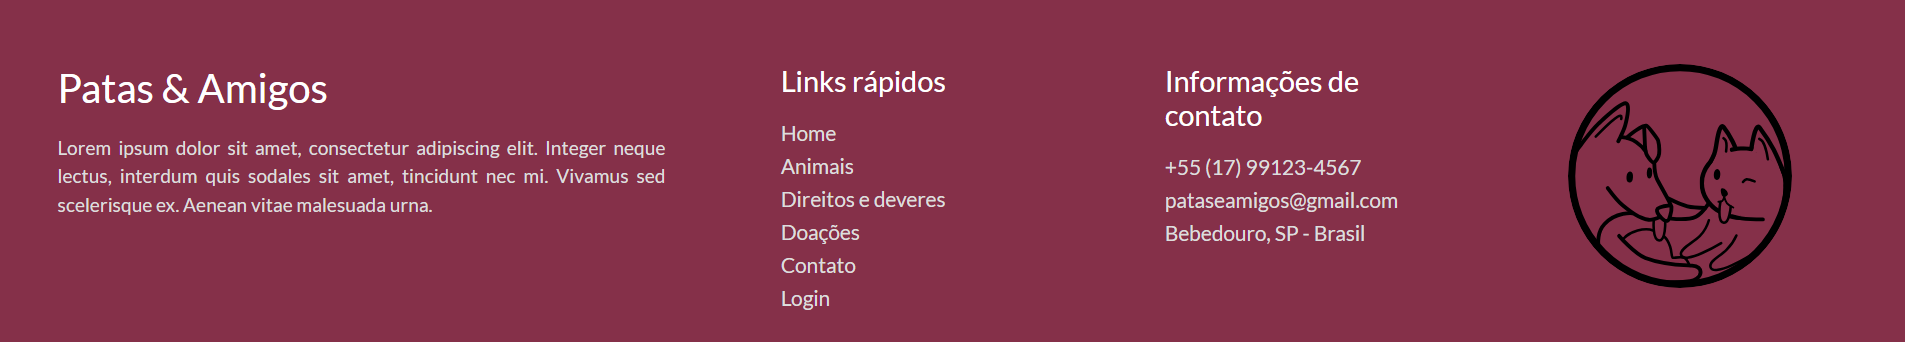 Patas & Amigos
Lorem ipsum dolor sit amet, consectetur adipiscing elit. Integer neque
lectus, interdum quis sodales sit amet, tincidunt nec mi. Vivamus sed
scelerisque ex. Aenean vitae malesuada urna.
Links rápidos
Home
Animais
Direitos e deveres
Doações
Contato
Login
Informações de
contato
+55 (17) 99123-4567
pataseamigos@gmail.com
Bebedouro, SP - Brasil